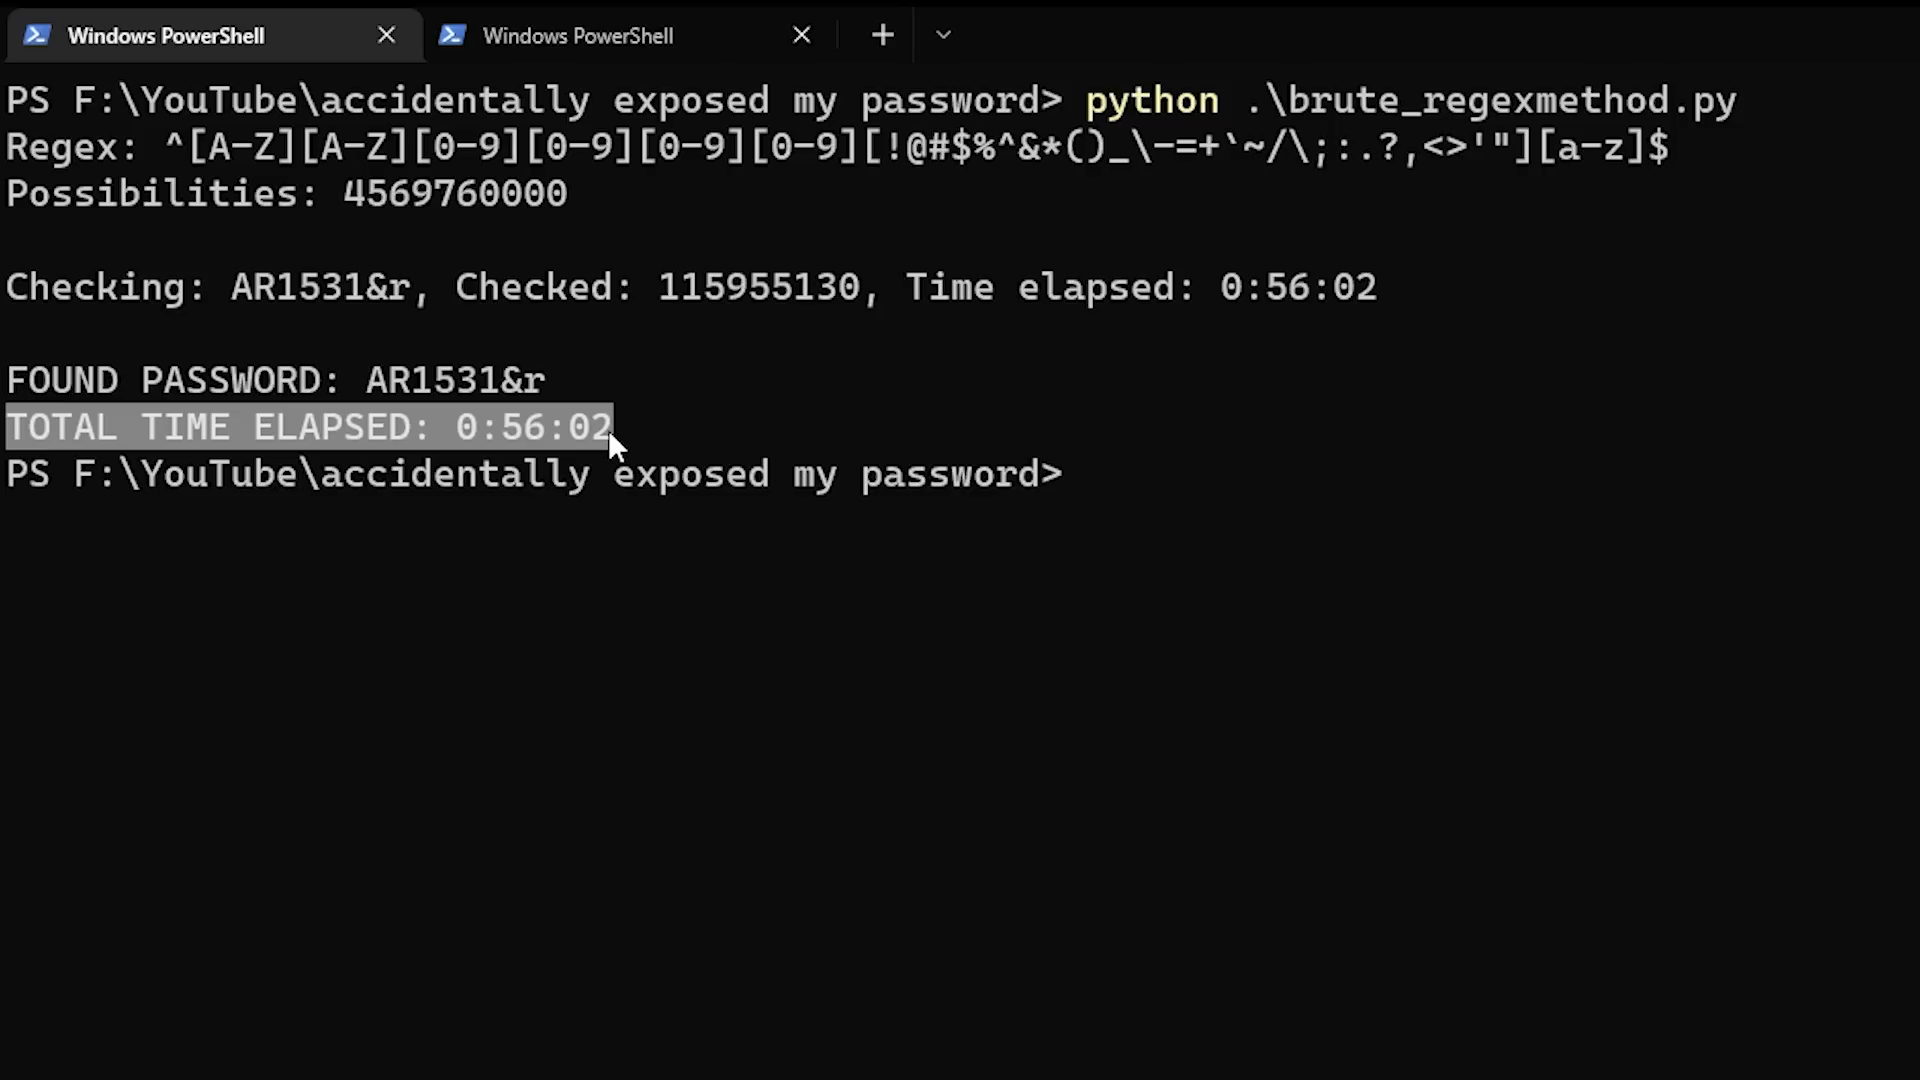 Windows PowerShell
Windows PowerShell
PS F:\YouTube\accidentally exposed my password> python .\brute_regexmethod.py
Regex: ^[A-Z][A-Z][0-9][0-9][0-9][0-9][!@#$%^&*()_\-=+`~/\;:.?,<>'"][a-z]$
Possibilities: 4569760000
Checking: AR1531&r, Checked: 115955130, Time elapsed: 0:56:02
FOUND PASSWORD: AR1531&r
TOTAL TIME ELAPSED: 0:56:02
PS F:\YouTube\accidentally exposed my password>